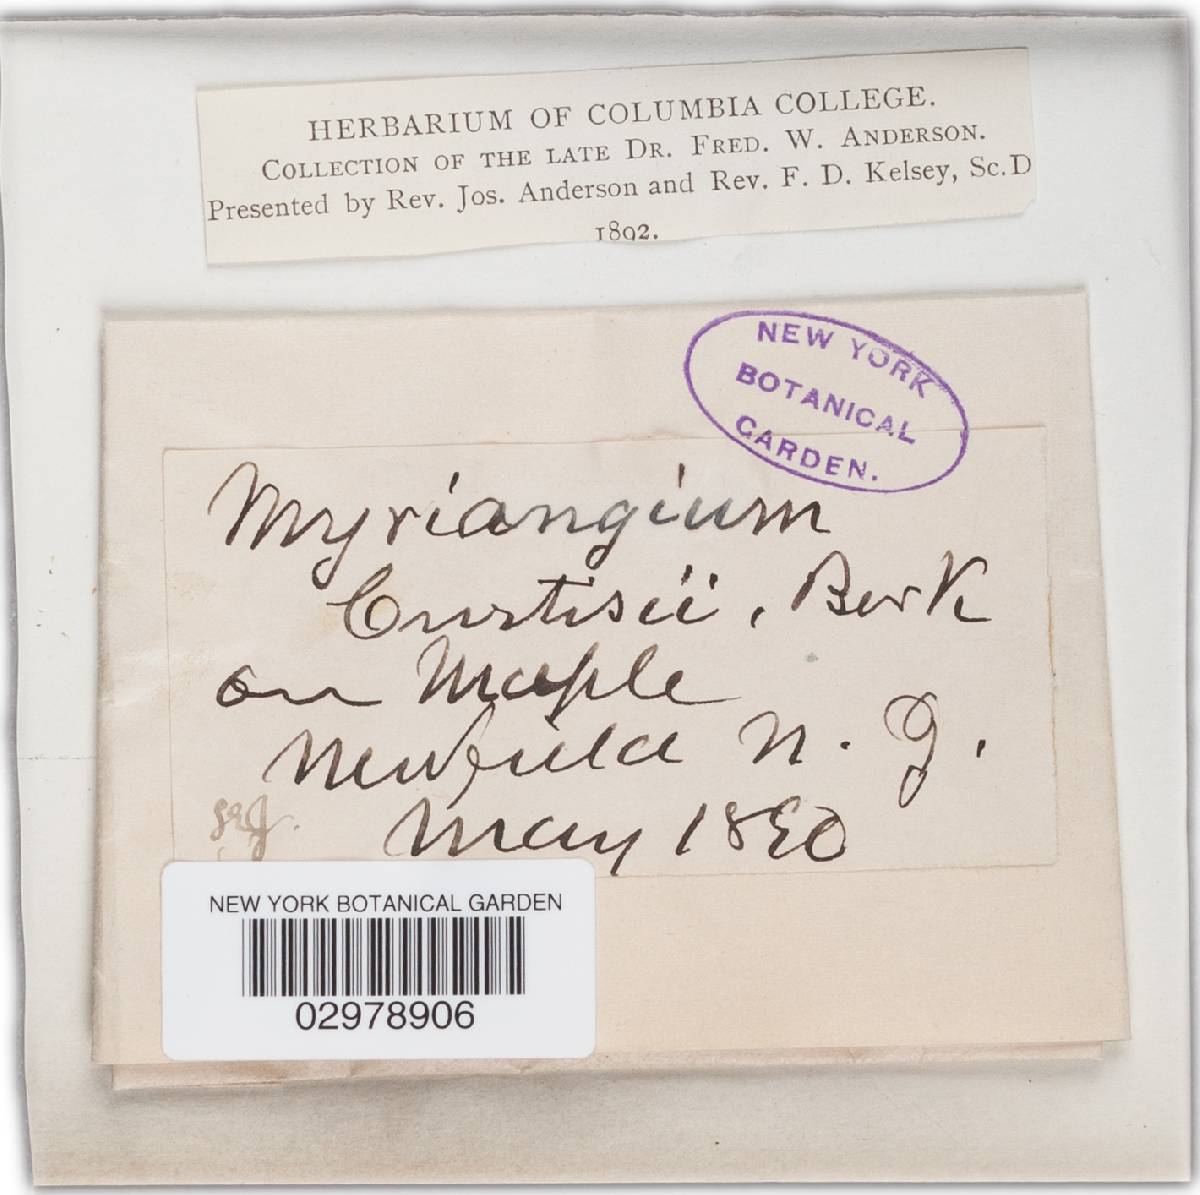 HERBARIUM OF COLUMBIA COLLEGE.
COLLECTION OF THE LATE DR. FRED. W. ANDERSON.
Presented by Rev. Jos. Anderson and Rev. F. D. Kelsey, Sc.D
1892.
NEW YORK
BOTANICAL
GARDEN.
Myriangium
Curtisii, Berk
on Maple
Newfield N. J.
May 1890
NEW YORK BOTANICAL GARDEN
02978906